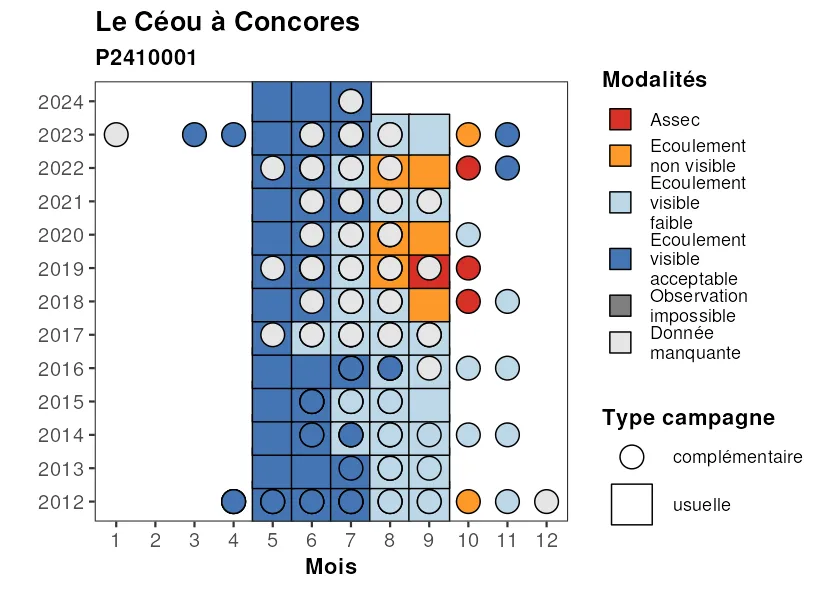 Le Céou à Concores
P2410001
2024
2023
2022
2021
2020
2019
2018
2017
2016
2015
2014
2013
2012
1 2 3 4 5 6 7 8 9 10 11 12
Mois
Modalités
Assec
Ecoulement
non visible
Ecoulement
visible
faible
Ecoulement
visible
acceptable
Observation
impossible
Donnée
manquante
Type campagne
complémentaire
usuelle